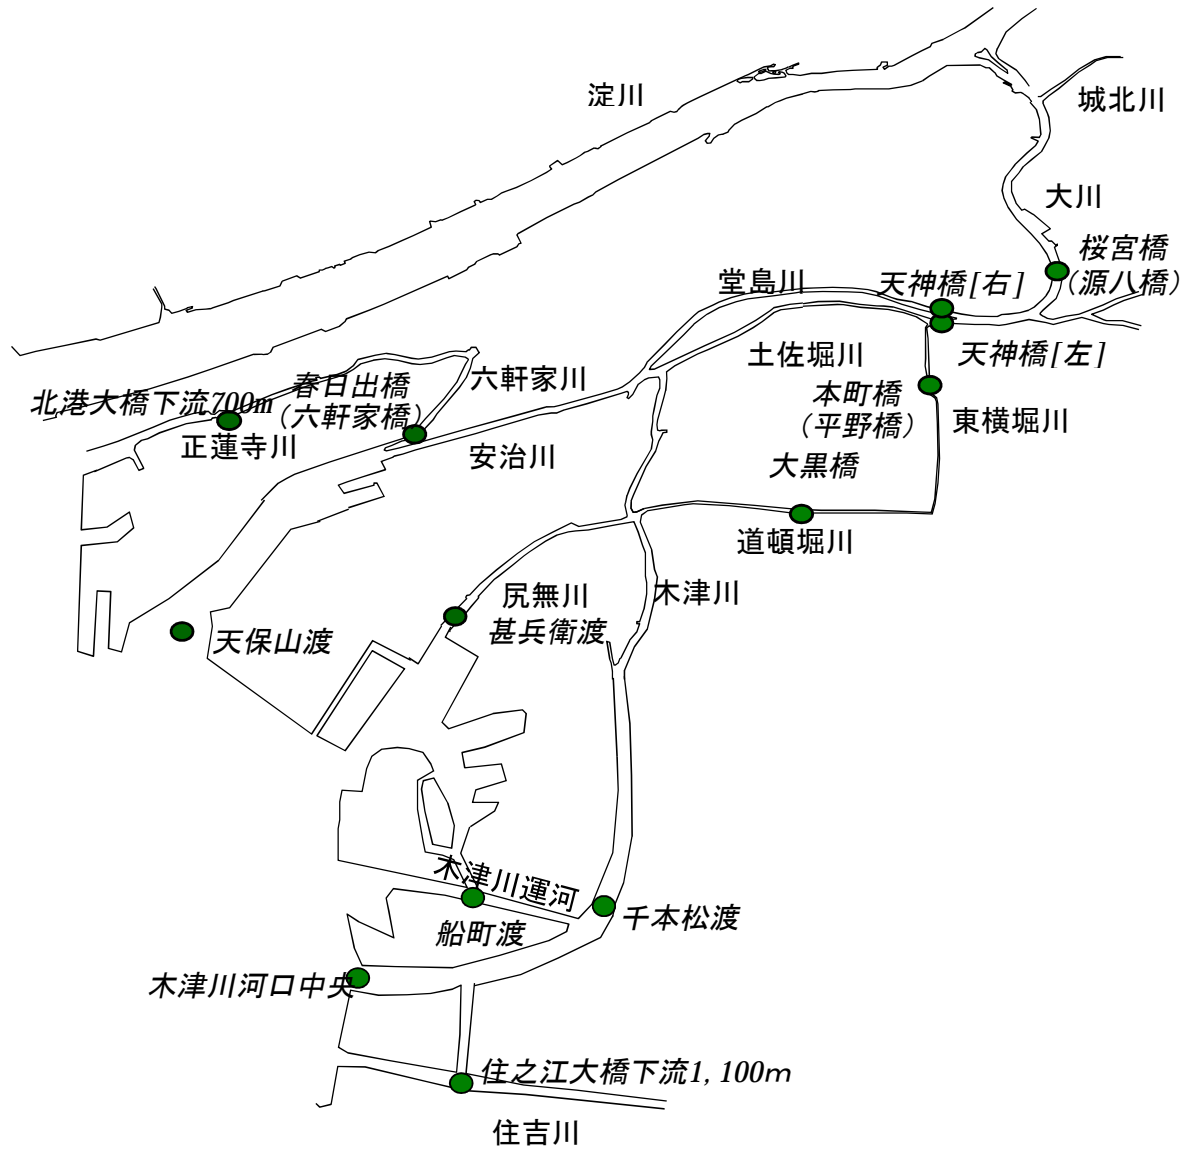 淀川
城北川
大川
桜宮橋
（源八橋）
堂島川
天神橋[右]
天神橋[左]
土佐堀川
六軒家川
春日出橋
（六軒家橋）
北港大橋下流700m
正蓮寺川
安治川
本町橋
（平野橋）
東横堀川
大黒橋
道頓堀川
木津川
尻無川
甚兵衛渡
天保山渡
木津川運河
船町渡
千本松渡
木津川河口中央
住之江大橋下流1,100m
住吉川